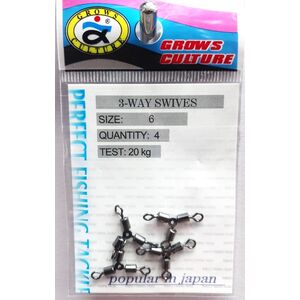 GROWS
CULTURE
®
GROWS
CULTURE
3-WAY SWIVES
SIZE: 6
QUANTITY: 4
TEST: 20 kg
PERFECT FISHING TACKLE
popular in japan